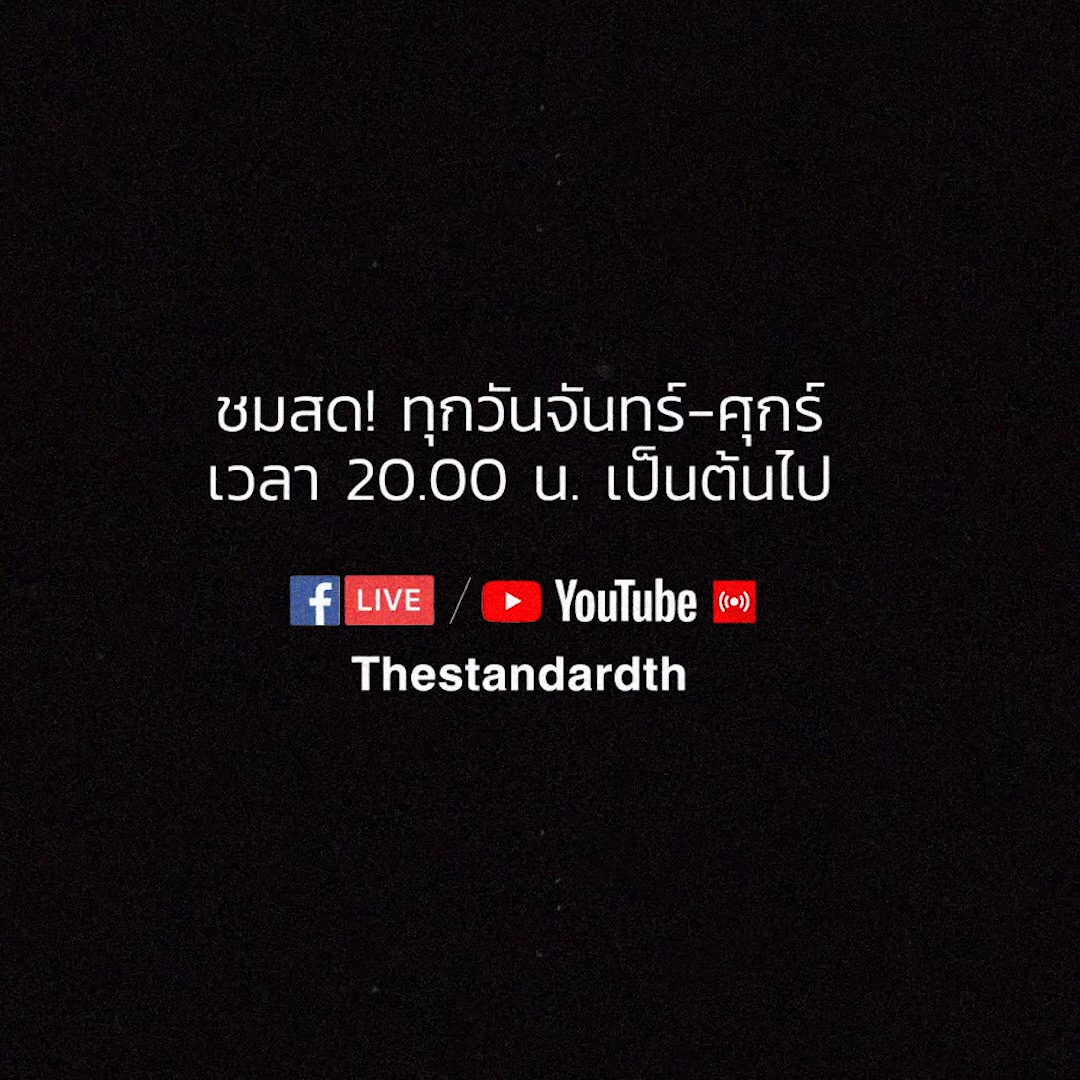 ชมสด! ทุกวันจันทร์-ศุกร์
เวลา 20.00 น. เป็นต้นไป
f LIVE / YouTube
Thestandardth